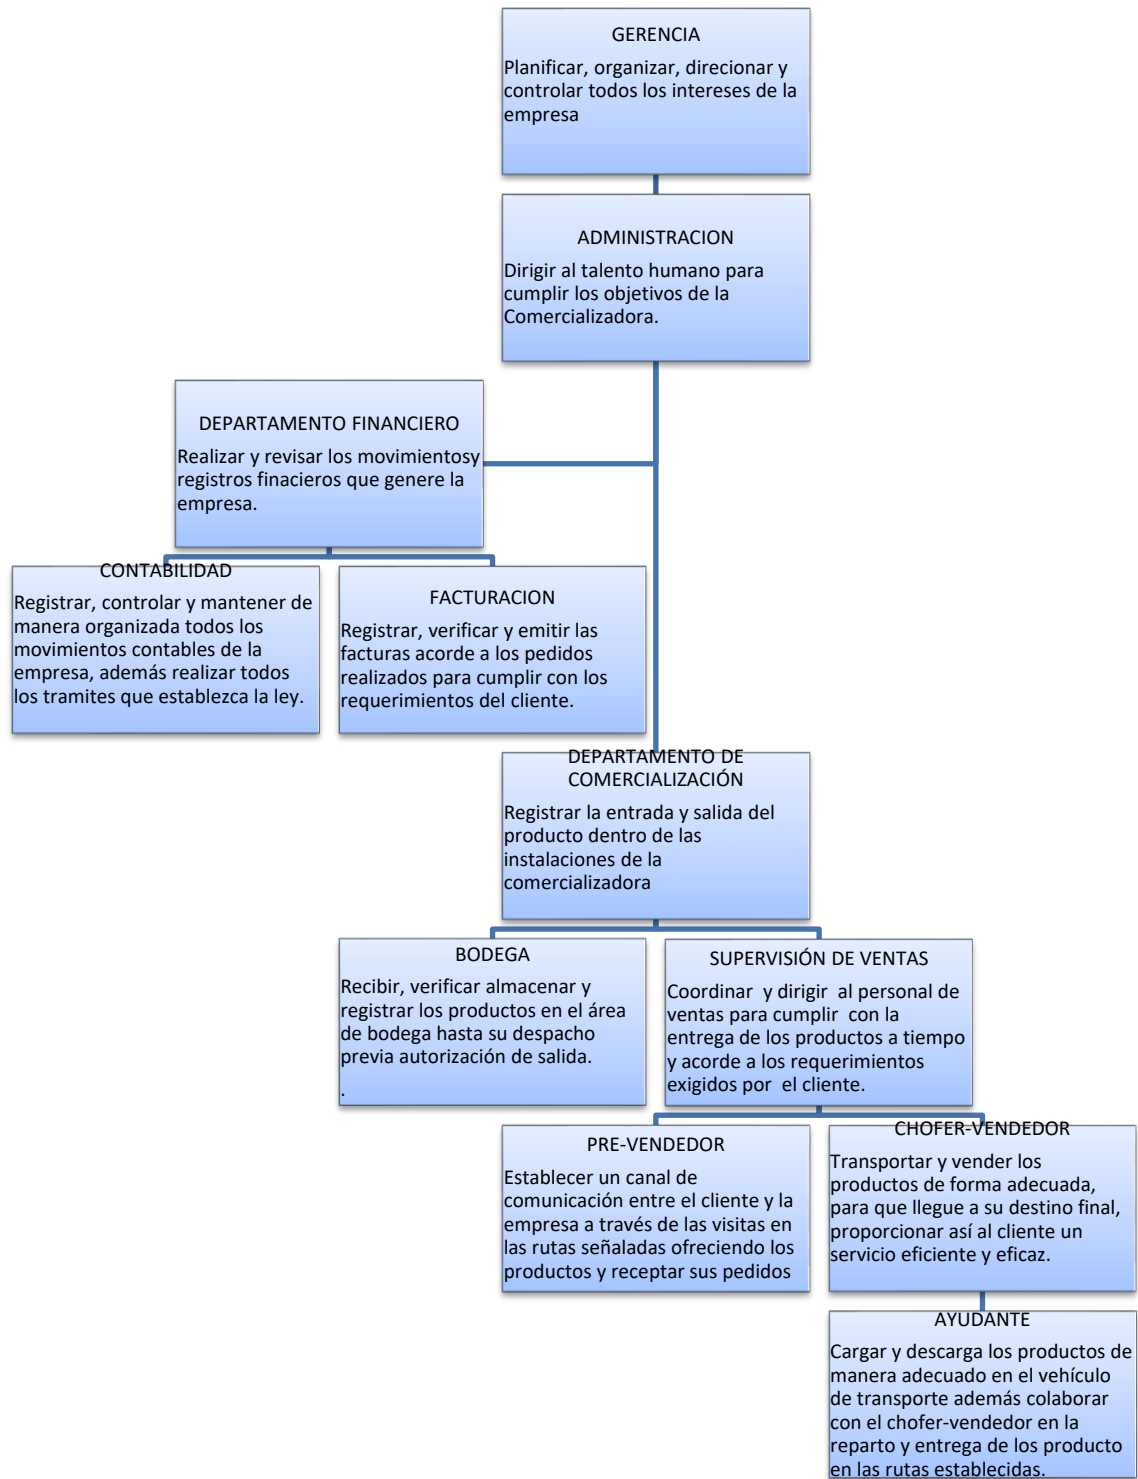 GERENCIA
Planificar, organizar, direcionar y
controlar todos los intereses de la
empresa
ADMINISTRACION
Dirigir al talento humano para
cumplir los objetivos de la
Comercializadora.
DEPARTAMENTO FINANCIERO
Realizar y revisar los movimientosy
registros finacieros que genere la
empresa.
CONTABILIDAD
Registrar, controlar y mantener de
manera organizada todos los
movimientos contables de la
empresa, además realizar todos
los tramites que establezca la ley.
FACTURACION
Registrar, verificar y emitir las
facturas acorde a los pedidos
realizados para cumplir con los
requerimientos del cliente.
DEPARTAMENTO DE
COMERCIALIZACIÓN
Registrar la entrada y salida del
producto dentro de las
instalaciones de la
comercializadora
BODEGA
Recibir, verificar almacenar y
registrar los productos en el área
de bodega hasta su despacho
previa autorización de salida.
.
SUPERVISIÓN DE VENTAS
Coordinar  y dirigir  al personal de
ventas para cumplir  con la
entrega de los productos a tiempo
y acorde a los requerimientos
exigidos por  el cliente.
PRE-VENDEDOR
Establecer un canal de
comunicación entre el cliente y la
empresa a través de las visitas en
las rutas señaladas ofreciendo los
productos y receptar sus pedidos
CHOFER-VENDEDOR
Transportar y vender los
productos de forma adecuada,
para que llegue a su destino final,
proporcionar así al cliente un
servicio eficiente y eficaz.
AYUDANTE
Cargar y descarga los productos de
manera adecuado en el vehículo
de transporte además colaborar
con el chofer-vendedor en la
reparto y entrega de los producto
en las rutas establecidas.